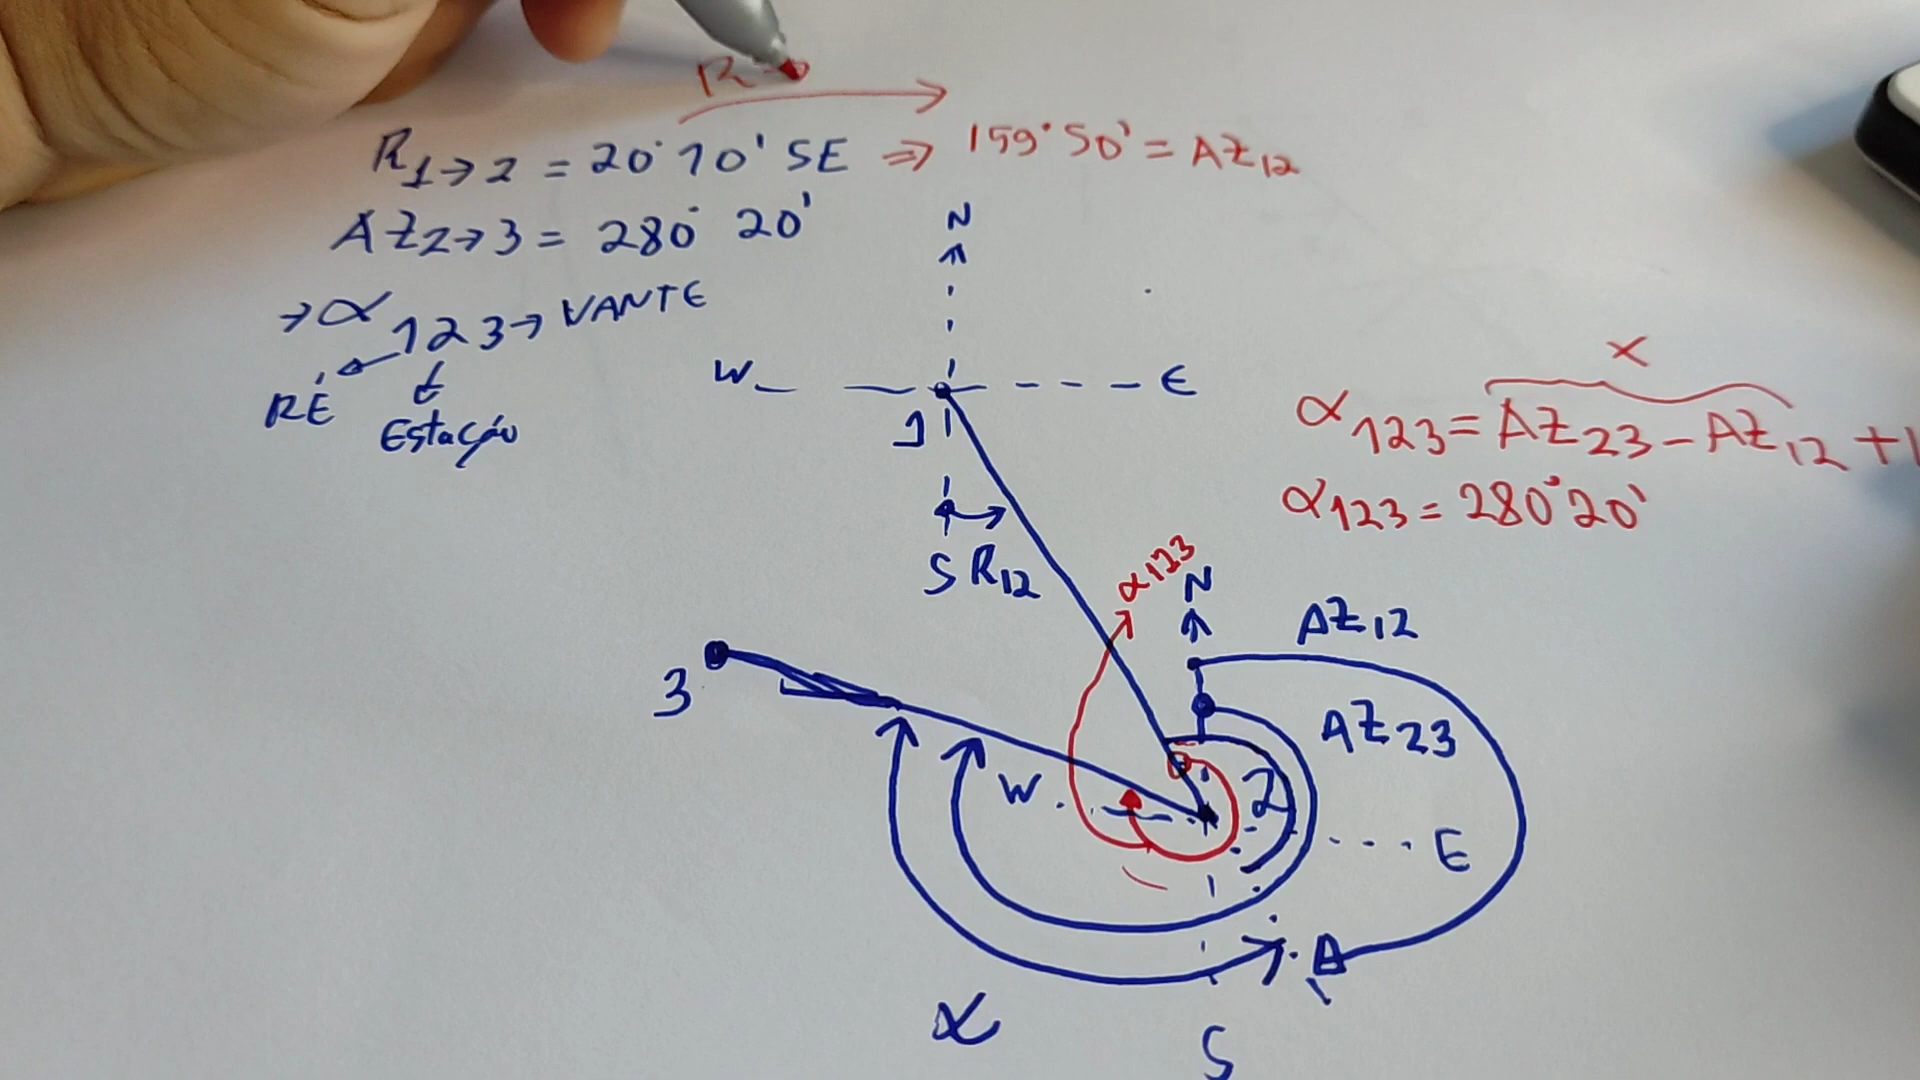 R1→2 = 20°10' SE ⇒ 159°50' = AZ12
AZ2→3 = 280° 20'
→α 123→ VANTE
RÉ
Estação
N
W
E
1
S R12
α123 = AZ23 - AZ12 +
x
α123 = 280°20'
α123
N
AZ12
3
AZ23
W
2
E
A
x
S